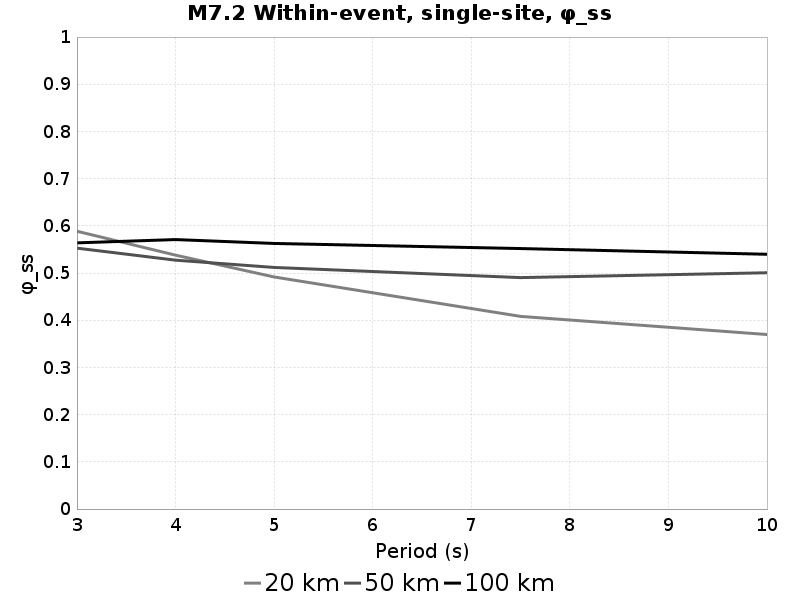 M7.2 Within-event, single-site, φ_ss
1
0.9
0.8
0.7
0.6
0.5
0.4
0.3
0.2
0.1
0
φ_ss
3 4 5 6 7 8 9 10
Period (s)
20 km 50 km 100 km